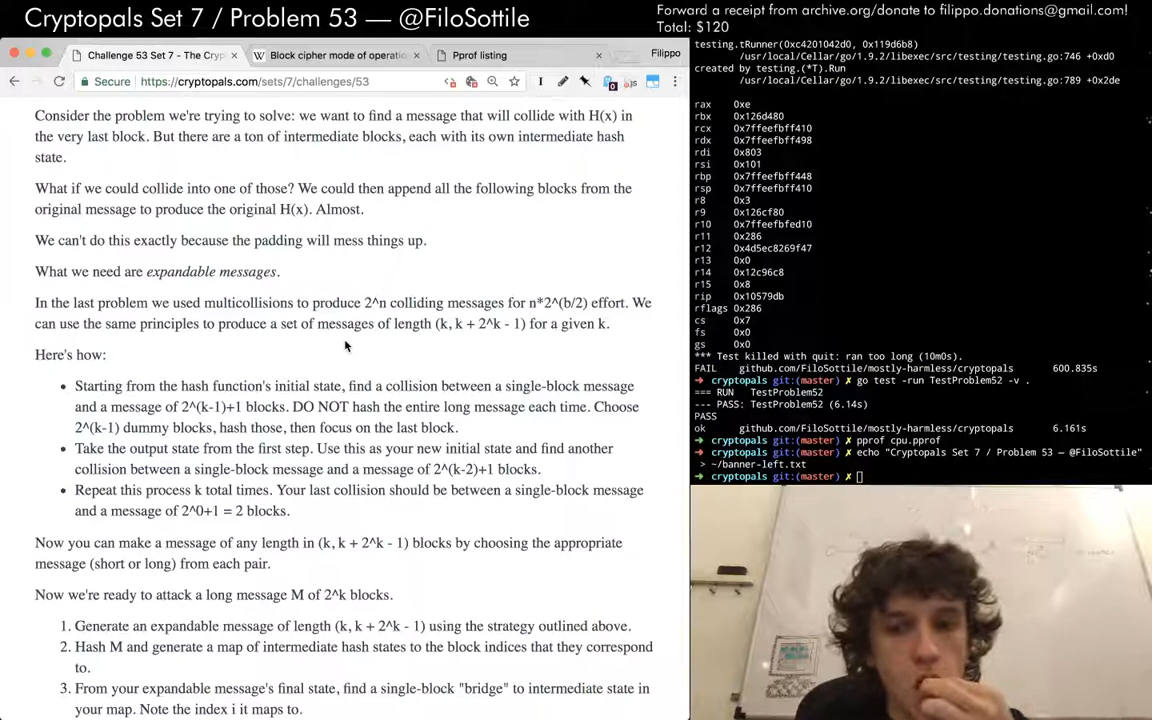 Cryptopals Set 7 / Problem 53 — @FiloSottile
Forward a receipt from archive.org/donate to filippo.donations@gmail.com!
Total: $120
Challenge 53 Set 7 - The Cryp
Block cipher mode of operatio
Pprof listing
Filippo
Secure
https://cryptopals.com/sets/7/challenges/53
Consider the problem we're trying to solve: we want to find a message that will collide with H(x) in
the very last block. But there are a ton of intermediate blocks, each with its own intermediate hash
state.
What if we could collide into one of those? We could then append all the following blocks from the
original message to produce the original H(x). Almost.
We can't do this exactly because the padding will mess things up.
What we need are expandable messages.
In the last problem we used multicollisions to produce 2^n colliding messages for n*2^(b/2) effort. We
can use the same principles to produce a set of messages of length (k, k + 2^k - 1) for a given k.
Here's how:
• Starting from the hash function's initial state, find a collision between a single-block message
and a message of 2^(k-1)+1 blocks. DO NOT hash the entire long message each time. Choose
2^(k-1) dummy blocks, hash those, then focus on the last block.
• Take the output state from the first step. Use this as your new initial state and find another
collision between a single-block message and a message of 2^(k-2)+1 blocks.
• Repeat this process k total times. Your last collision should be between a single-block message
and a message of 2^0+1 = 2 blocks.
Now you can make a message of any length in (k, k + 2^k - 1) blocks by choosing the appropriate
message (short or long) from each pair.
Now we're ready to attack a long message M of 2^k blocks.
1. Generate an expandable message of length (k, k + 2^k - 1) using the strategy outlined above.
2. Hash M and generate a map of intermediate hash states to the block indices that they correspond
to.
3. From your expandable message's final state, find a single-block "bridge" to intermediate state in
your map. Note the index i it maps to.
testing.tRunner(0xc4201042d0, 0x119d6b8)
/usr/local/Cellar/go/1.9.2/libexec/src/testing/testing.go:746 +0xd0
created by testing.(*T).Run
/usr/local/Cellar/go/1.9.2/libexec/src/testing/testing.go:789 +0x2de
rax 0xe
rbx 0x126d480
rcx 0x7ffeefbff410
rdx 0x7ffeefbff498
rdi 0x803
rsi 0x101
rbp 0x7ffeefbff448
rsp 0x7ffeefbff410
r8 0x3
r9 0x126cf80
r10 0x7ffeefbfed10
r11 0x286
r12 0x4d5ec8269f47
r13 0x0
r14 0x12c96c8
r15 0x8
rip 0x10579db
rflags 0x286
cs 0x7
fs 0x0
gs 0x0
*** Test killed with quit: ran too long (10m0s).
FAIL github.com/FiloSottile/mostly-harmless/cryptopals 600.835s
➜ cryptopals git:(master) ✗ go test -run TestProblem52 -v .
=== RUN TestProblem52
--- PASS: TestProblem52 (6.14s)
PASS
ok github.com/FiloSottile/mostly-harmless/cryptopals 6.161s
➜ cryptopals git:(master) ✗ pprof cpu.pprof
➜ cryptopals git:(master) ✗ echo "Cryptopals Set 7 / Problem 53 — @FiloSottile"
> ~/banner-left.txt
➜ cryptopals git:(master) ✗